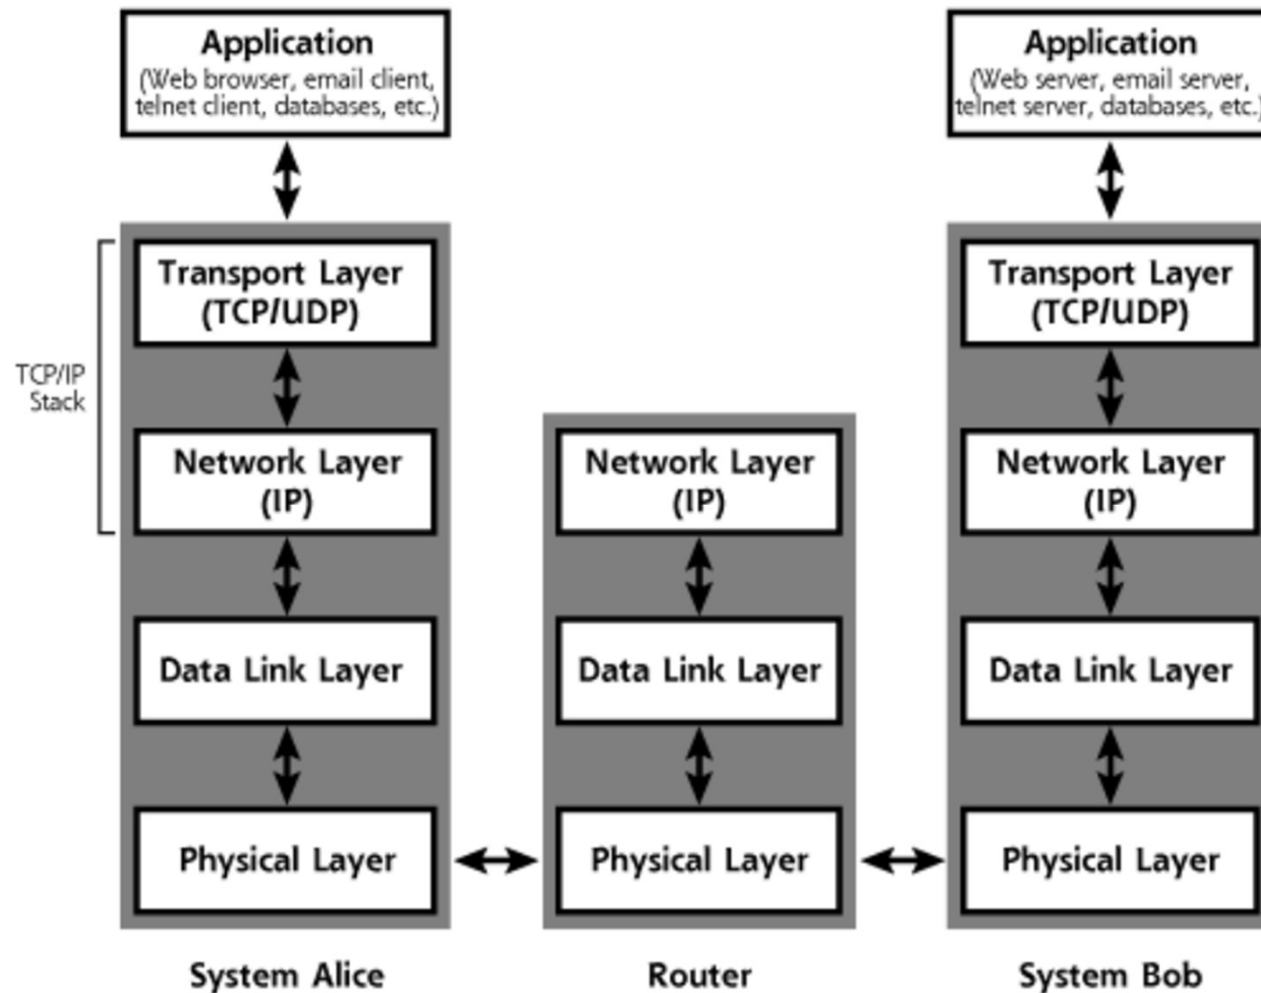 Application
(Web browser, email client,
telnet client, databases, etc.)
Application
(Web server, email server,
telnet server, databases, etc.)
TCP/IP
Stack
Transport Layer
(TCP/UDP)
Network Layer
(IP)
Data Link Layer
Physical Layer
System Alice
Network Layer
(IP)
Data Link Layer
Physical Layer
Router
Transport Layer
(TCP/UDP)
Network Layer
(IP)
Data Link Layer
Physical Layer
System Bob